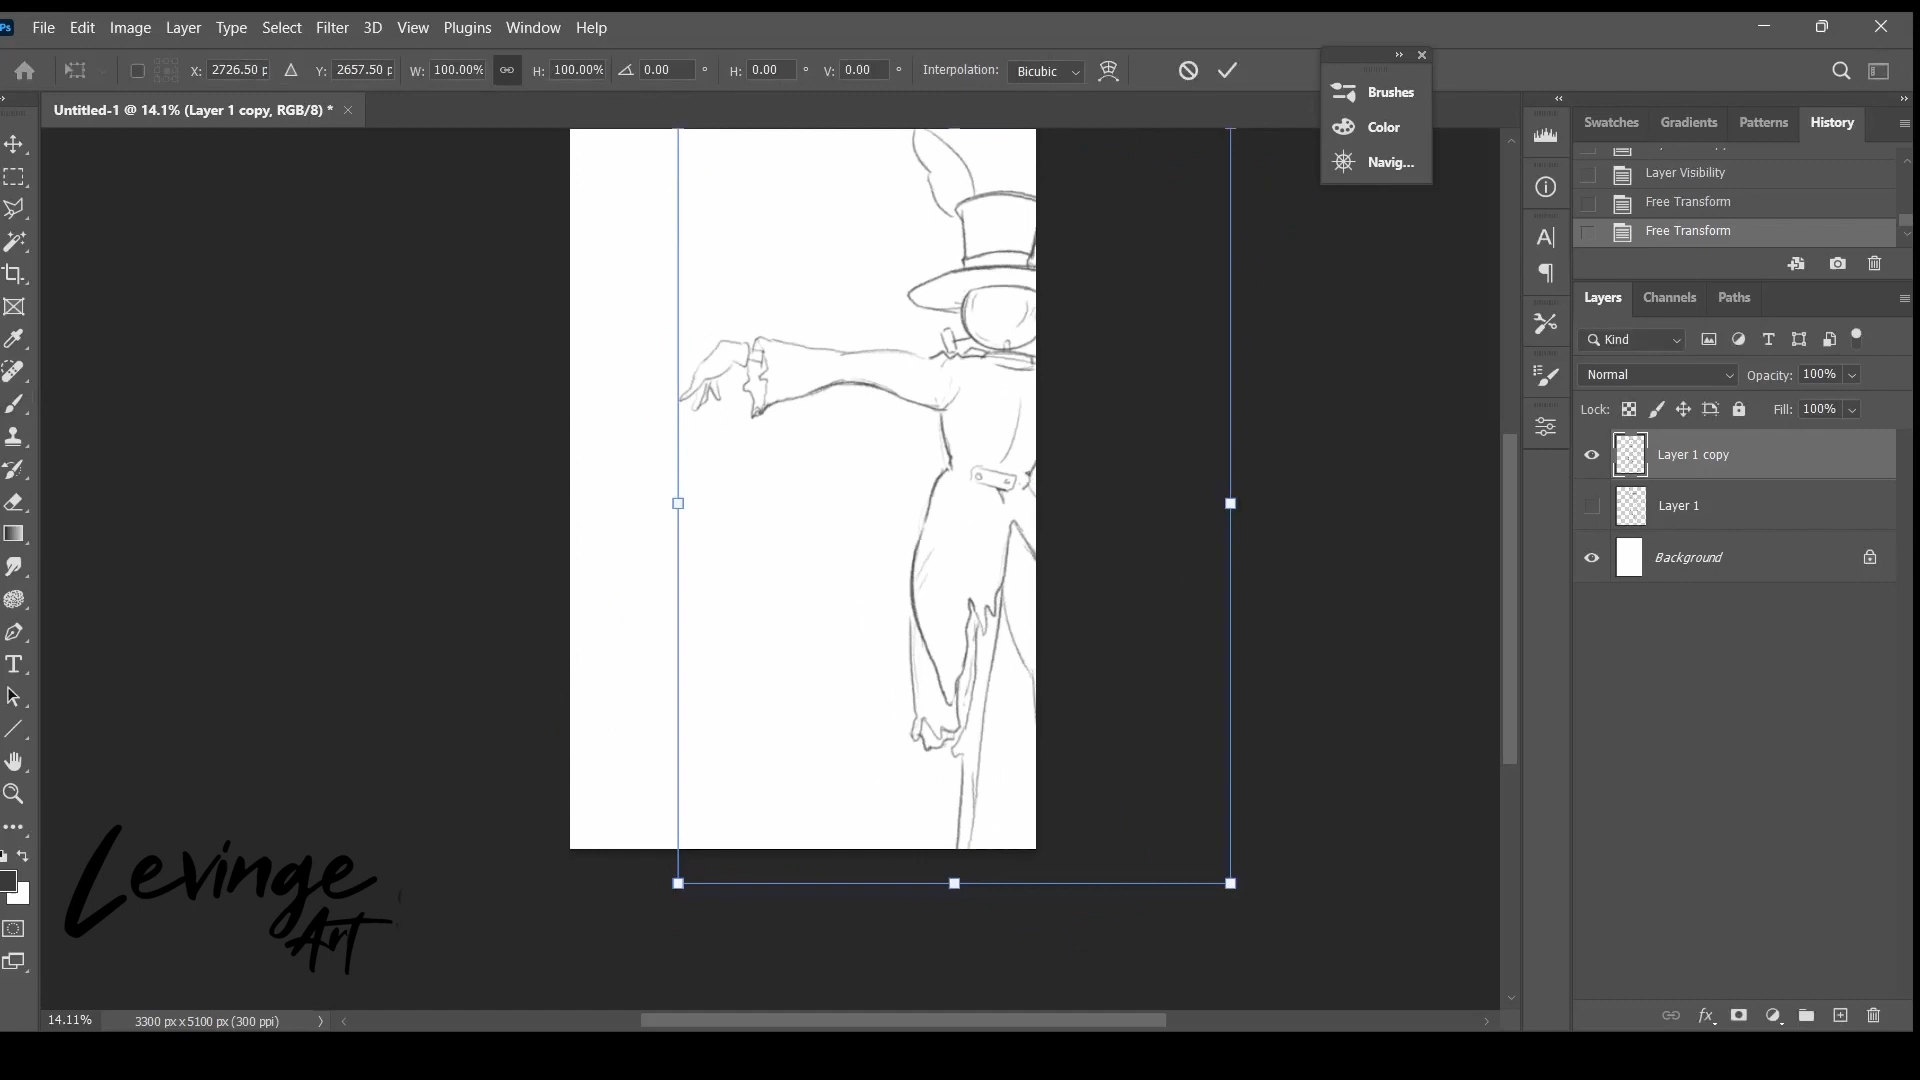 Ps File Edit Image Layer Type Select Filter 3D View Plugins Window Help
X: 2726.50 p Y: 2657.50 p W: 100.00% H: 100.00% 0.00 ° H: 0.00 ° V: 0.00 ° Interpolation: Bicubic
Untitled-1 @ 14.1% (Layer 1 copy, RGB/8) *
Brushes
Color
Navig...
Swatches Gradients Patterns History
Layer Visibility
Free Transform
Free Transform
Layers Channels Paths
Kind
Normal Opacity: 100%
Lock: Fill: 100%
Layer 1 copy
Layer 1
Background
Levinge
Art
14.11% 3300 px x 5100 px (300 ppi)